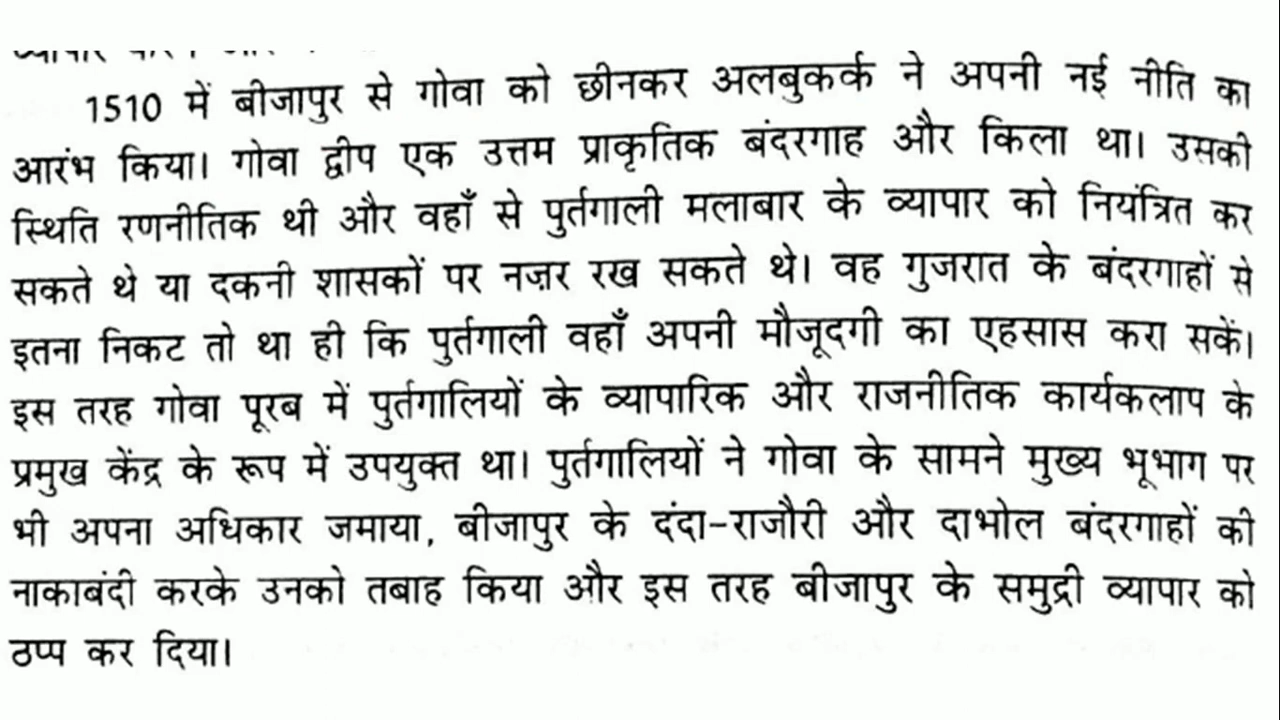 1510 में बीजापुर से गोवा को छीनकर अलबुकर्क ने अपनी नई नीति का
आरंभ किया। गोवा द्वीप एक उत्तम प्राकृतिक बंदरगाह और किला था। उसकी
स्थिति रणनीतिक थी और वहाँ से पुर्तगाली मलाबार के व्यापार को नियंत्रित कर
सकते थे या दकनी शासकों पर नज़र रख सकते थे। वह गुजरात के बंदरगाहों से
इतना निकट तो था ही कि पुर्तगाली वहाँ अपनी मौजूदगी का एहसास करा सकें।
इस तरह गोवा पूरब में पुर्तगालियों के व्यापारिक और राजनीतिक कार्यकलाप के
प्रमुख केंद्र के रूप में उपयुक्त था। पुर्तगालियों ने गोवा के सामने मुख्य भूभाग पर
भी अपना अधिकार जमाया, बीजापुर के दंदा-राजौरी और दाभोल बंदरगाहों की
नाकाबंदी करके उनको तबाह किया और इस तरह बीजापुर के समुद्री व्यापार को
ठप्प कर दिया।